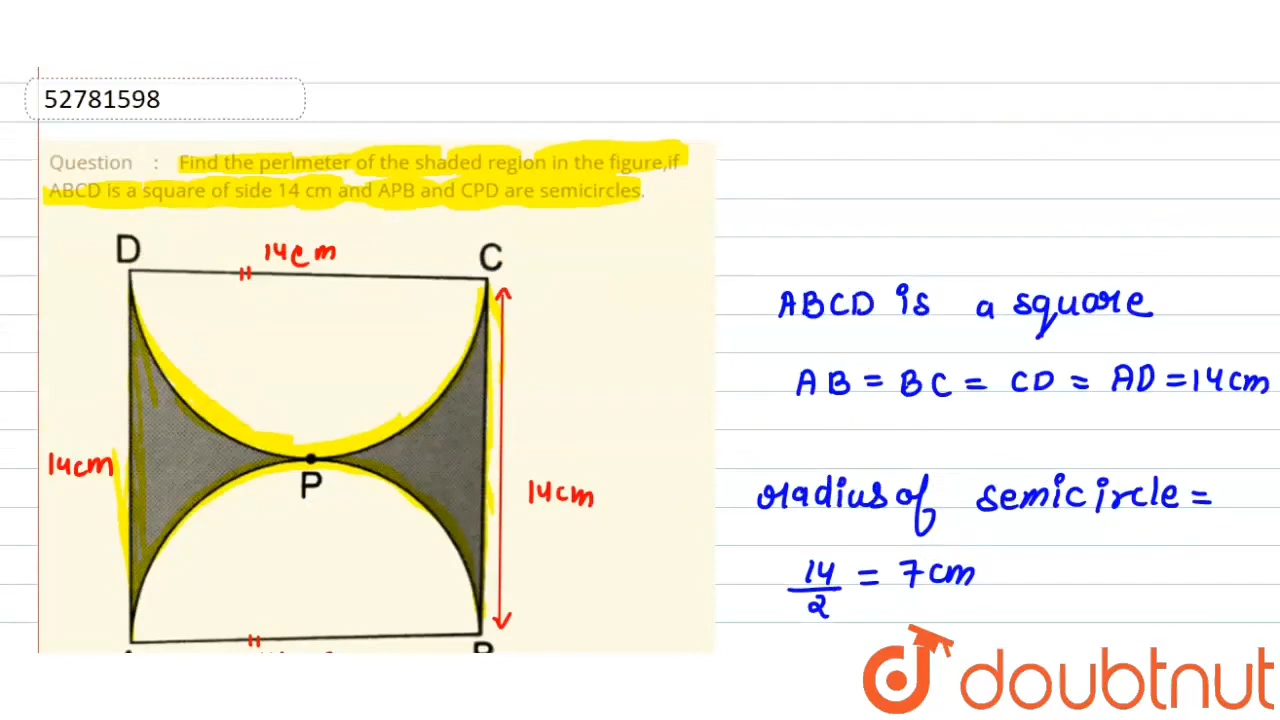 52781598
Question : Find the perimeter of the shaded region in the figure,if
ABCD is a square of side 14 cm and APB and CPD are semicircles.
D
14cm
C
14cm
P
14cm
B
ABCD is a square
AB = BC = CD = AD = 14cm
radius of semicircle =
14/2 = 7cm
doubtnut